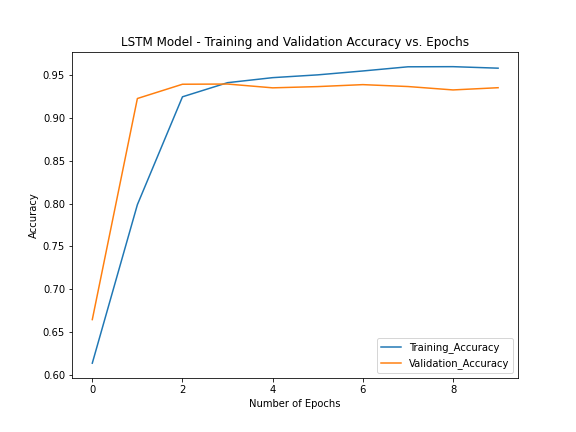 LSTM Model - Training and Validation Accuracy vs. Epochs
0.95
0.90
0.85
0.80
0.75
0.70
0.65
0.60
Accuracy
0 2 4 6 8
Number of Epochs
Training_Accuracy
Validation_Accuracy